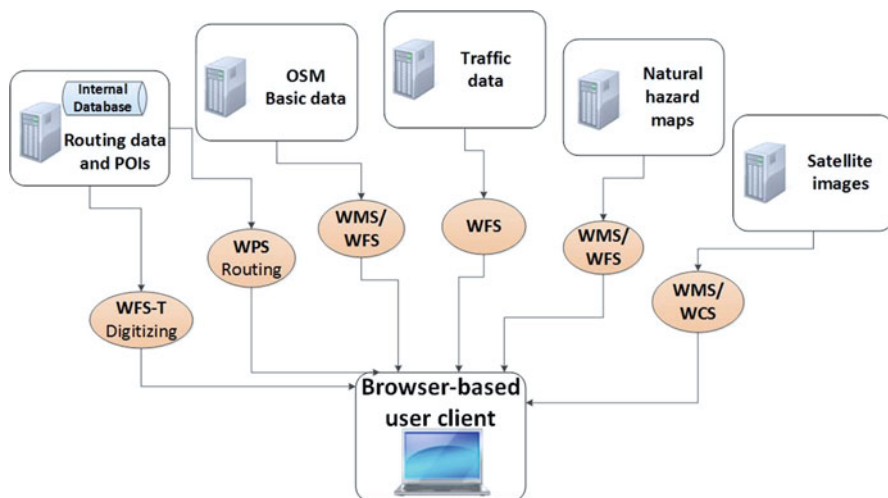 Internal
Database
Routing data
and POIs
OSM
Basic data
Traffic
data
Natural
hazard
maps
Satellite
images
WFS-T
Digitizing
WPS
Routing
WMS/
WFS
WFS
WMS/
WFS
WMS/
WCS
Browser-based
user client